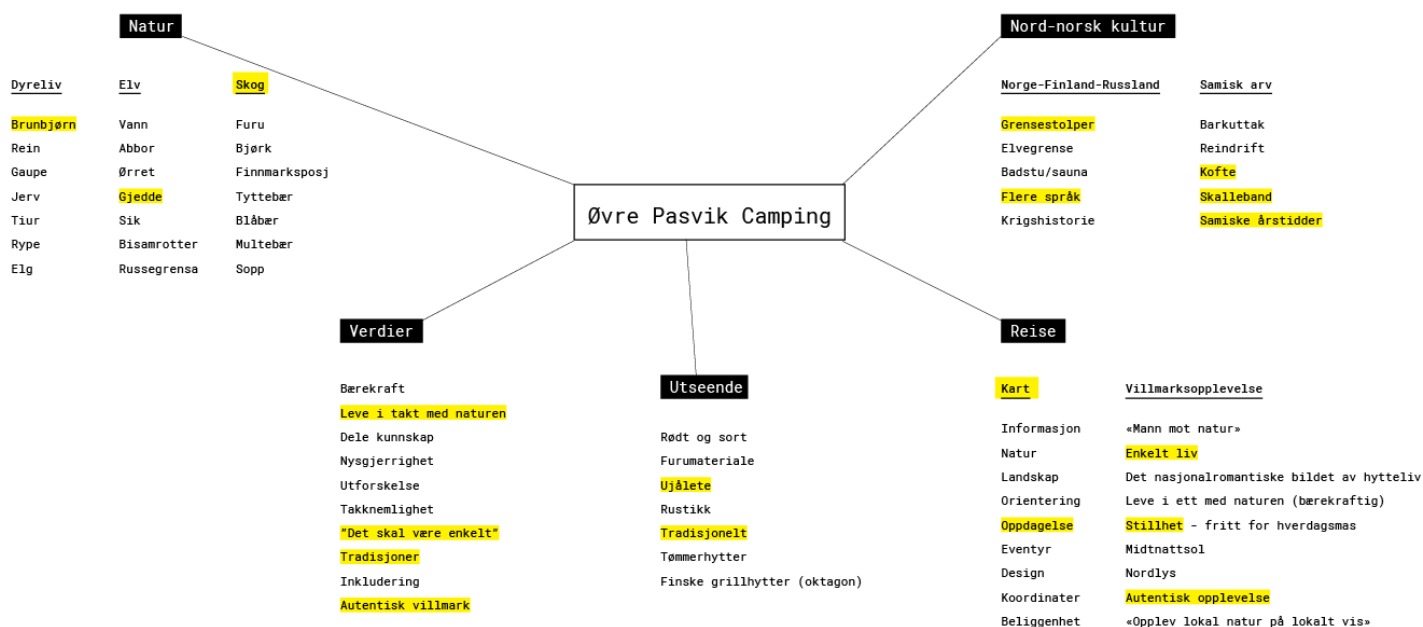 Natur
Dyreliv
Brunbjørn
Rein
Gaupe
Jerv
Tiur
Rype
Elg
Elv
Vann
Abbor
Ørret
Gjedde
Sik
Bisamrotter
Russegrensa
Skog
Furu
Bjørk
Finnmarksposj
Tyttebær
Blåbær
Multebær
Sopp
Nord-norsk kultur
Norge-Finland-Russland
Grensestolper
Elvegrense
Badstu/sauna
Flere språk
Krigshistorie
Samisk arv
Barkuttak
Reindrift
Kofte
Skalleband
Samiske årstidder
Øvre Pasvik Camping
Verdier
Bærekraft
Leve i takt med naturen
Dele kunnskap
Nysgjerrighet
Utforskelse
Takknemlighet
"Det skal være enkelt"
Tradisjoner
Inkludering
Autentisk villmark
Utseende
Rødt og sort
Furumateriale
Ujålete
Rustikk
Tradisjonelt
Tømmerhytter
Finske grillhytter (oktagon)
Reise
Kart
Informasjon
Natur
Landskap
Orientering
Oppdagelse
Eventyr
Design
Koordinater
Beliggenhet
Villmarksopplevelse
«Mann mot natur»
Enkelt liv
Det nasjonalromantiske bildet av hytteliv
Leve i ett med naturen (bærekraftig)
Stillhet - fritt for hverdagsmas
Midtnattsol
Nordlys
Autentisk opplevelse
«Opplev lokal natur på lokalt vis»